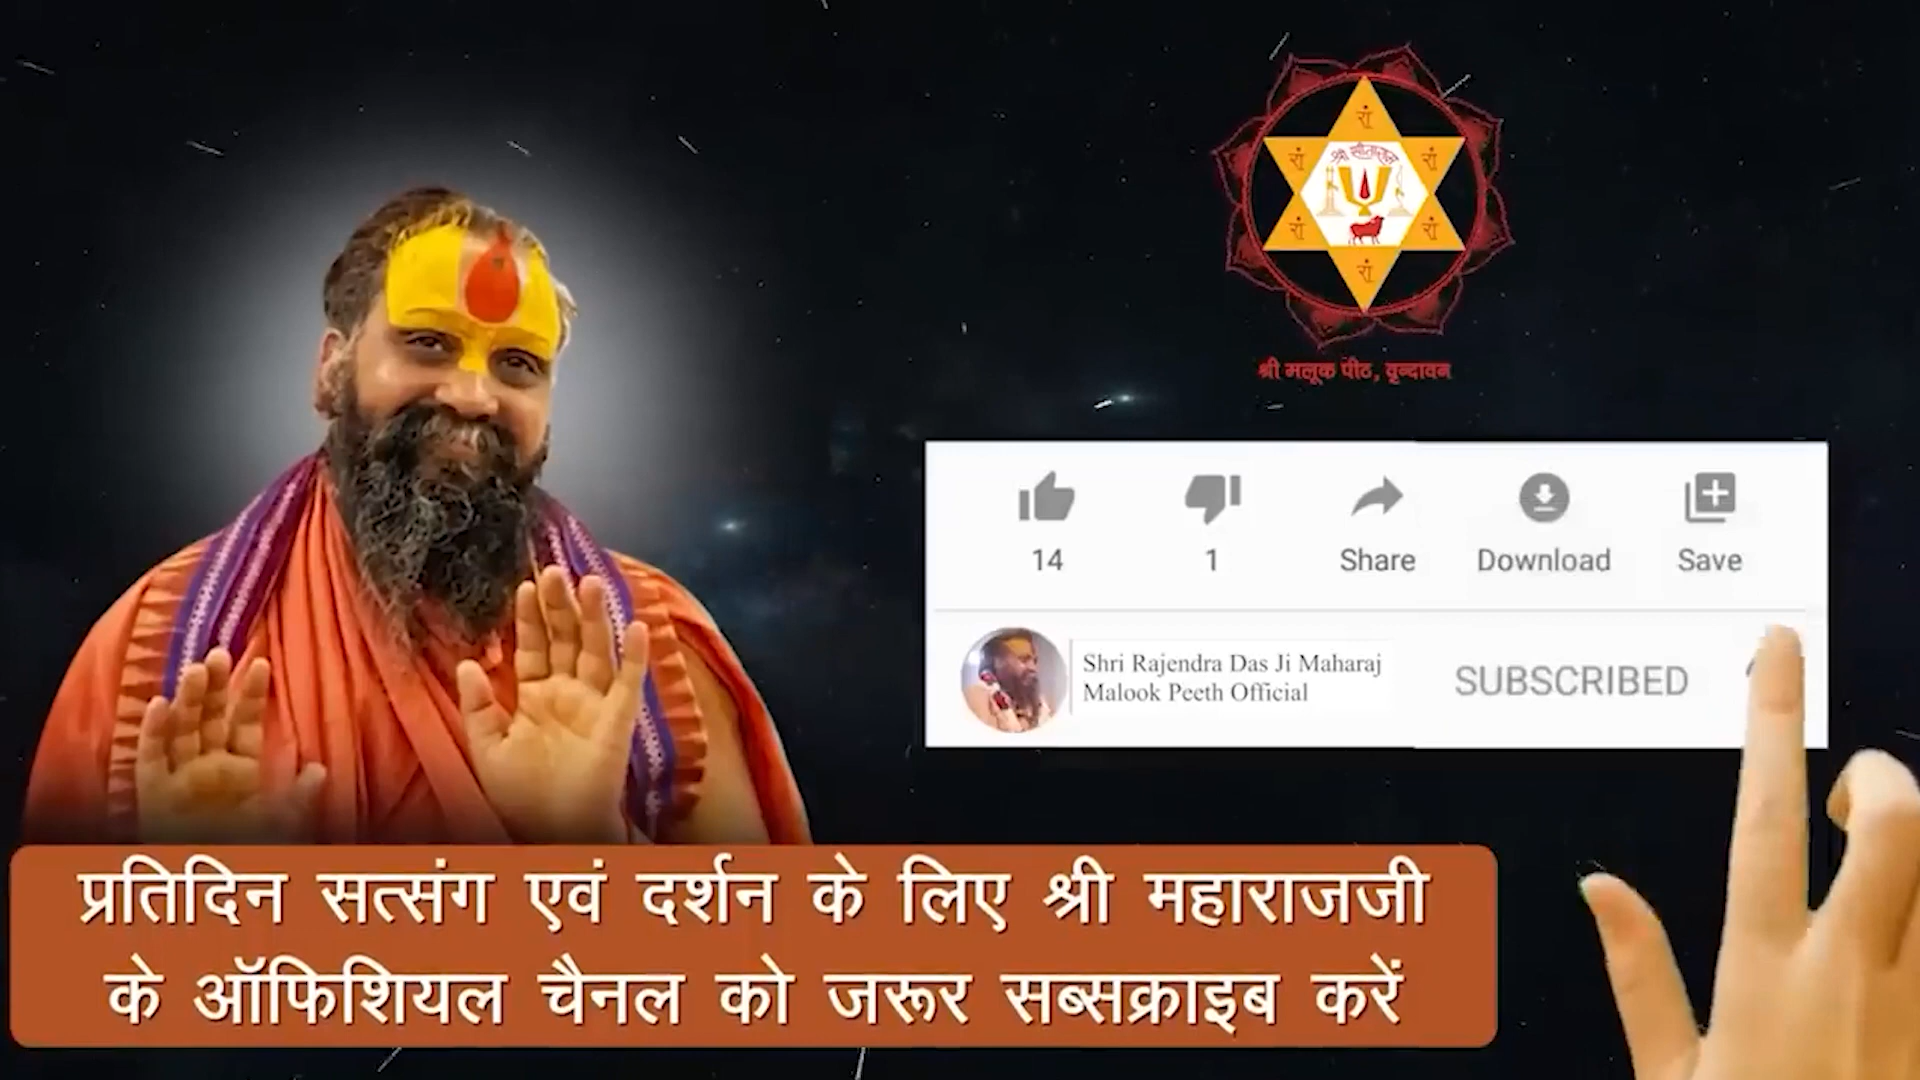 रां
रां
रां
श्री सीताराम
रां
रां
रां
श्री मलूक पीठ, वृन्दावन
14
1
Share
Download
Save
Shri Rajendra Das Ji Maharaj
Malook Peeth Official
SUBSCRIBED
प्रतिदिन सत्संग एवं दर्शन के लिए श्री महाराजजी
के ऑफिशियल चैनल को जरूर सब्सक्राइब करें